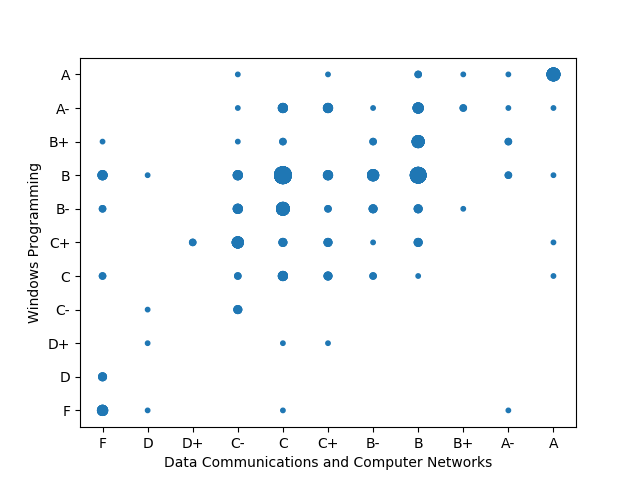 A
A-
B+
B
B-
C+
C
C-
D+
D
F
Windows Programming
F D D+ C- C C+ B- B B+ A- A
Data Communications and Computer Networks